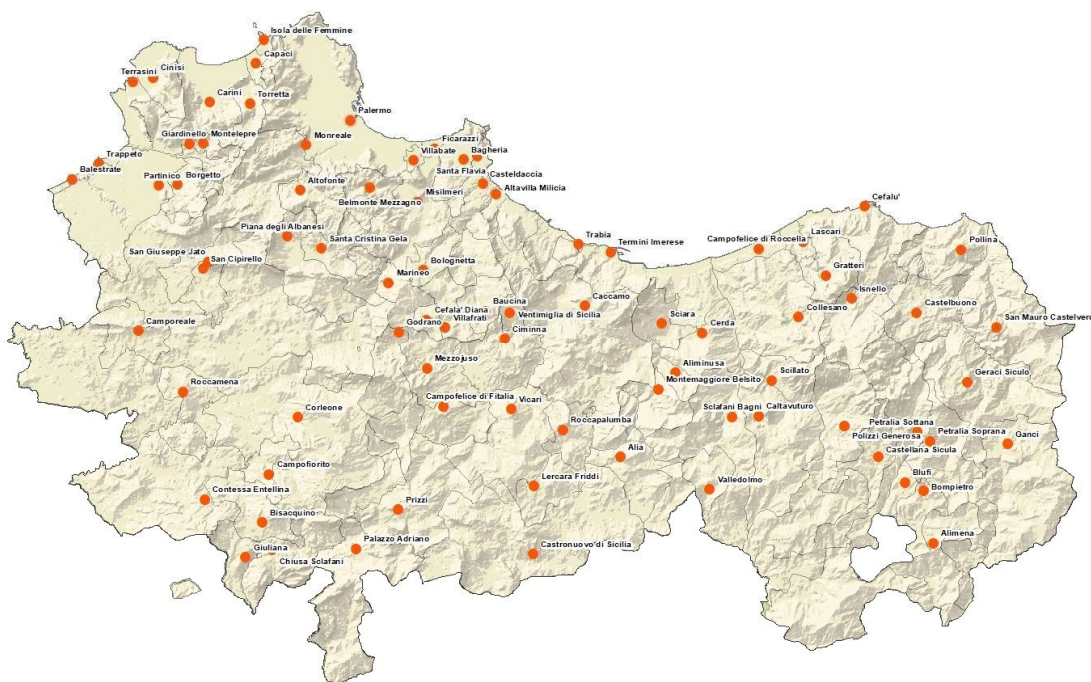 Isola delle Femmine
Capaci
Terrasini
Cinisi
Carini
Torretta
Palermo
Giardinello
Montelepre
Monreale
Ficarazzi
Villabate
Bagheria
Trappeto
Balestrate
Partinico
Borgetto
Santa Flavia
Casteldaccia
Altofonte
Misilmeri
Altavilla Milicia
Belmonte Mezzagno
Cefalu'
Piana degli Albanesi
Santa Cristina Gela
Trabia
Termini Imerese
Campofelice di Roccella
Lascari
Pollina
San Giuseppe Jato
San Cipirello
Bolognetta
Marineo
Gratteri
Isnello
Baucina
Caccamo
Cefala' Diana
Ventimiglia di Sicilia
Villafrati
Godrano
Ciminna
Sciara
Cerda
Collesano
Castelbuono
San Mauro Castelverd
Camporeale
Mezzojuso
Aliminusa
Montemaggiore Belsito
Scillato
Geraci Siculo
Roccamena
Corleone
Campofelice di Fitalia
Vicari
Roccapalumba
Sclafani Bagni
Caltavuturo
Petralia Sottana
Polizzi Generosa
Petralia Soprana
Ganci
Castellana Sicula
Alia
Campofiorito
Lercara Friddi
Blufi
Bompietro
Valledolmo
Contessa Entellina
Prizzi
Bisacquino
Giuliana
Chiusa Sclafani
Palazzo Adriano
Castronuovo di Sicilia
Alimena